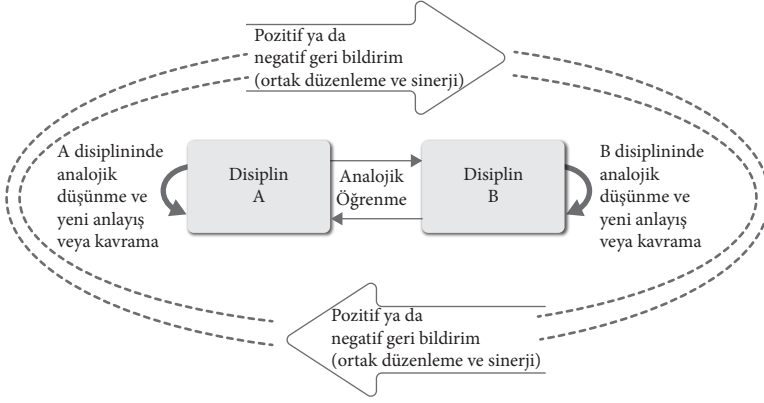 Pozitif ya da
negatif geri bildirim
(ortak düzenleme ve sinerji)
A disiplininde
analojik
düşünme ve
yeni anlayış
veya kavrama
Disiplin
A
Analojik
Öğrenme
Disiplin
B
B disiplininde
analojik
düşünme ve
yeni anlayış
veya kavrama
Pozitif ya da
negatif geri bildirim
(ortak düzenleme ve sinerji)